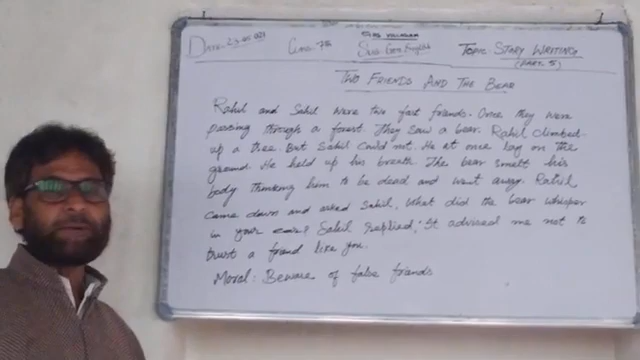 Date: 23-05-021 Class: 7th Sub: Gen. English Topic: Story Writing
(Part 5)
Two Friends And The Bear
Rahil and Sahil were two fast friends. Once they were
passing through a forest. They saw a bear. Rahil climbed
up a tree. But Sahil could not. He at once lay on the
ground. He held up his breath. The bear smelt his
body thinking him to be dead and went away. Rahil
came down and asked Sahil, What did the bear whisper
in your ear? Sahil replied, It advised me not to
trust a friend like you.
Moral: Beware of false friends